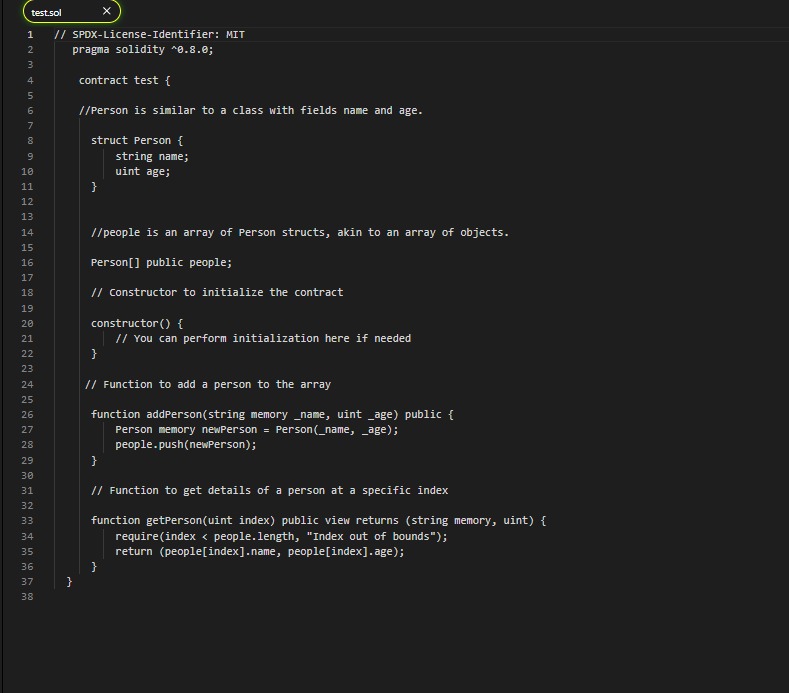 test.sol ×
1 // SPDX-License-Identifier: MIT
2 pragma solidity ^0.8.0;
3
4 contract test {
5
6 //Person is similar to a class with fields name and age.
7
8 struct Person {
9 string name;
10 uint age;
11 }
12
13
14 //people is an array of Person structs, akin to an array of objects.
15
16 Person[] public people;
17
18 // Constructor to initialize the contract
19
20 constructor() {
21 // You can perform initialization here if needed
22 }
23
24 // Function to add a person to the array
25
26 function addPerson(string memory _name, uint _age) public {
27 Person memory newPerson = Person(_name, _age);
28 people.push(newPerson);
29 }
30
31 // Function to get details of a person at a specific index
32
33 function getPerson(uint index) public view returns (string memory, uint) {
34 require(index < people.length, "Index out of bounds");
35 return (people[index].name, people[index].age);
36 }
37 }
38